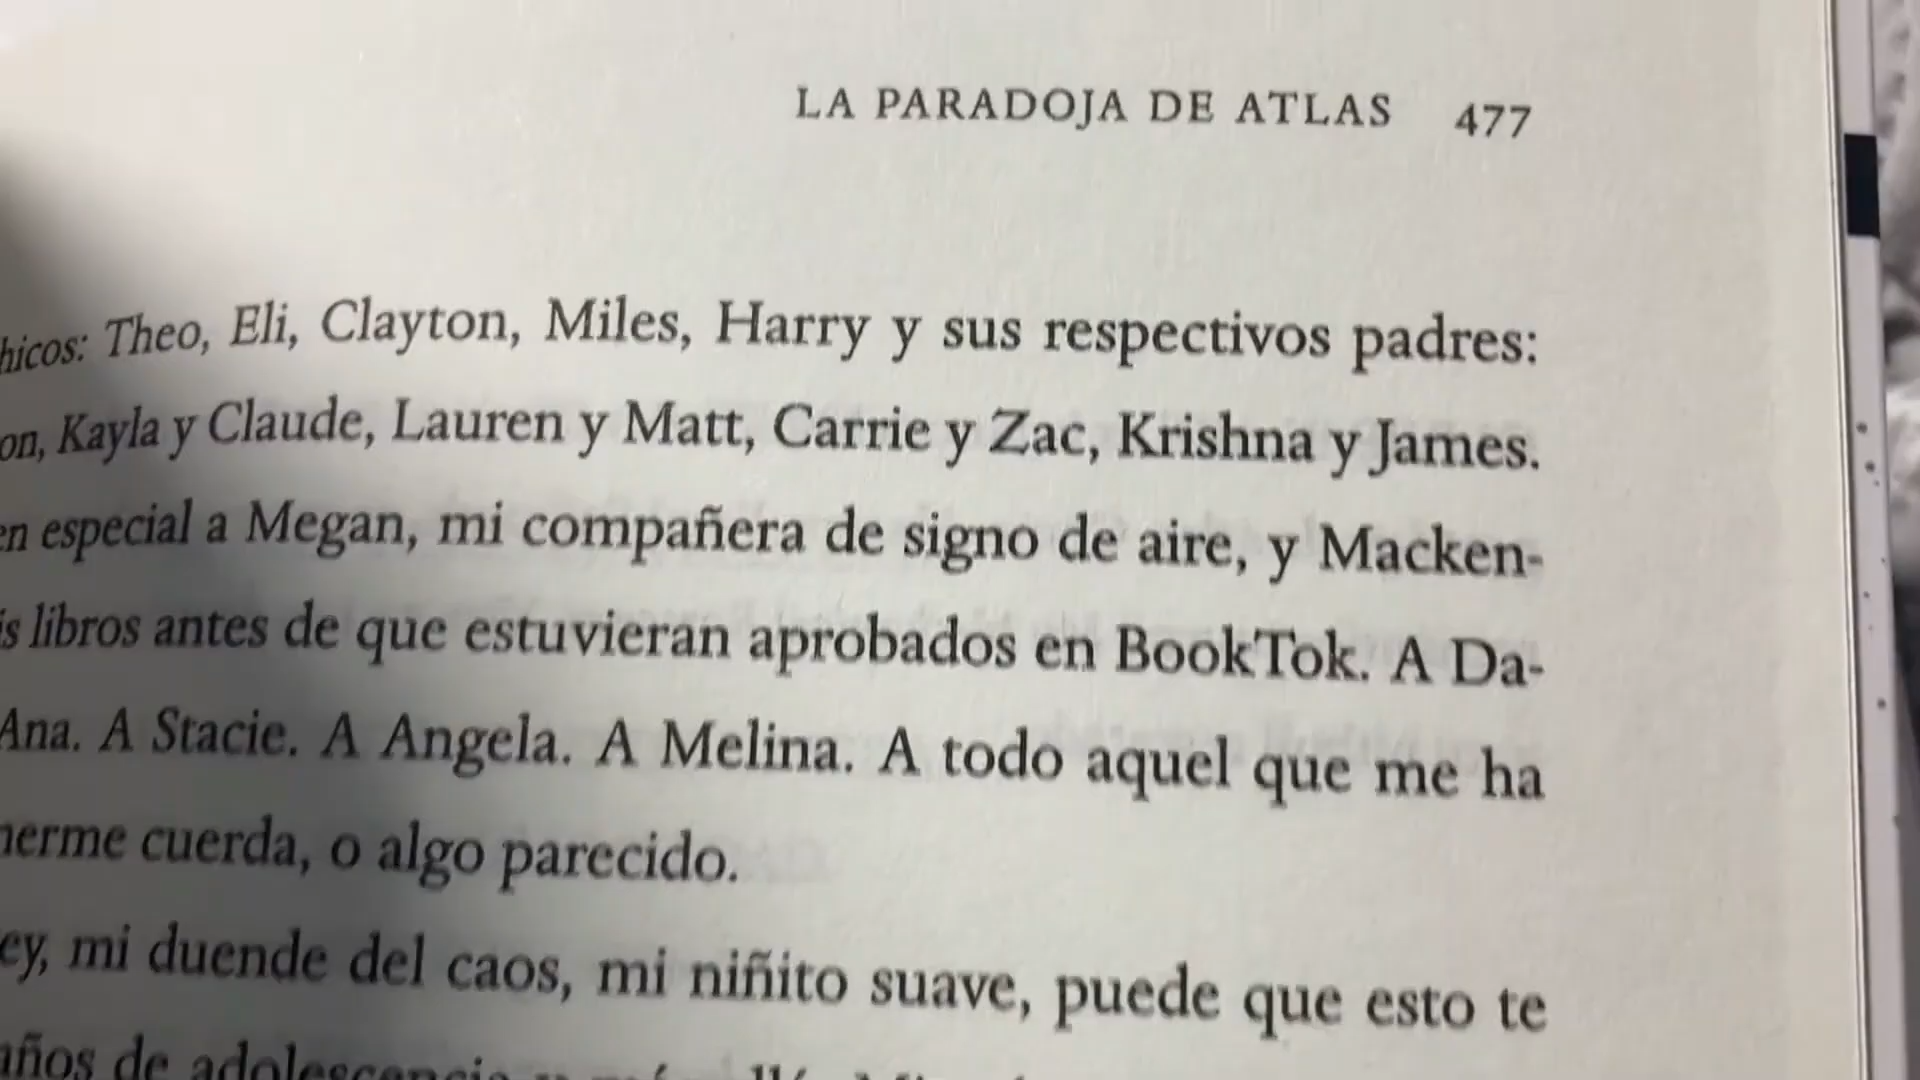 LA PARADOJA DE ATLAS 477
hicos: Theo, Eli, Clayton, Miles, Harry y sus respectivos padres:
on, Kayla y Claude, Lauren y Matt, Carrie y Zac, Krishna y James.
en especial a Megan, mi compañera de signo de aire, y Macken-
is libros antes de que estuvieran aprobados en BookTok. A Da-
Ana. A Stacie. A Angela. A Melina. A todo aquel que me ha
nerme cuerda, o algo parecido.
ey, mi duende del caos, mi niñito suave, puede que esto te
años de adolescencia y